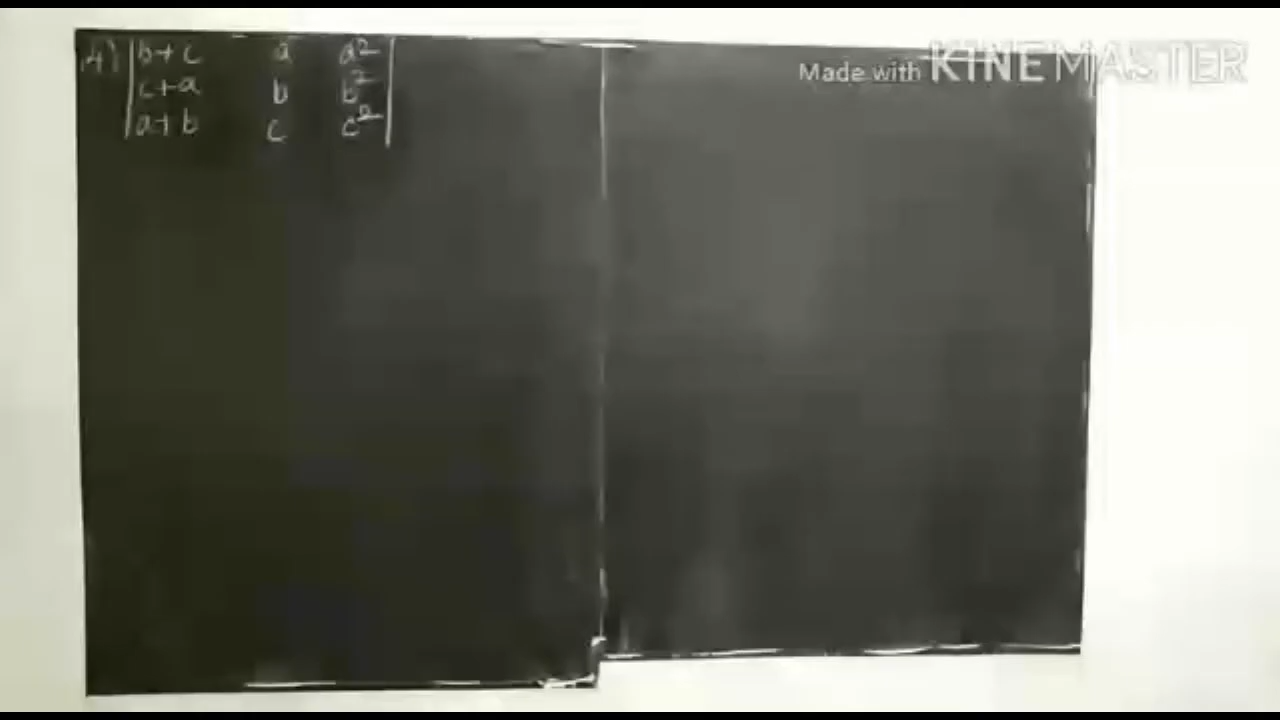 4) | b+c a a² |
| c+a b b² |
| a+b c c² |
Made with KINEMASTER